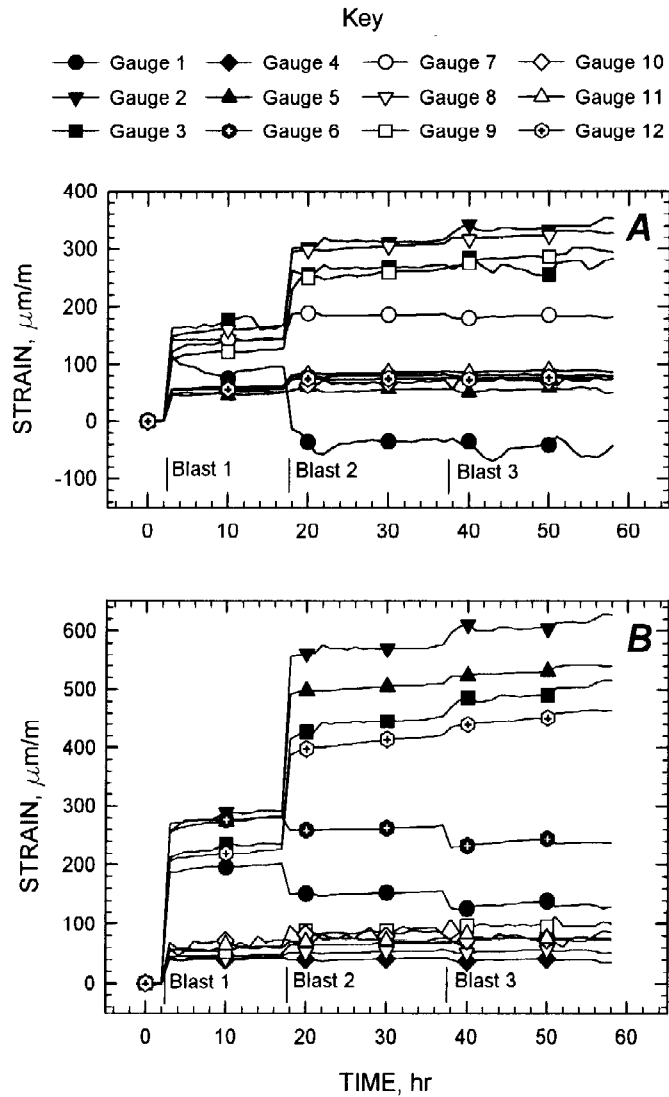 Key
Gauge 1 Gauge 4 Gauge 7 Gauge 10
Gauge 2 Gauge 5 Gauge 8 Gauge 11
Gauge 3 Gauge 6 Gauge 9 Gauge 12
A
400
300
200
100
0
-100
STRAIN, μm/m
Blast 1 Blast 2 Blast 3
0 10 20 30 40 50 60
B
600
500
400
300
200
100
0
STRAIN, μm/m
Blast 1 Blast 2 Blast 3
0 10 20 30 40 50 60
TIME, hr